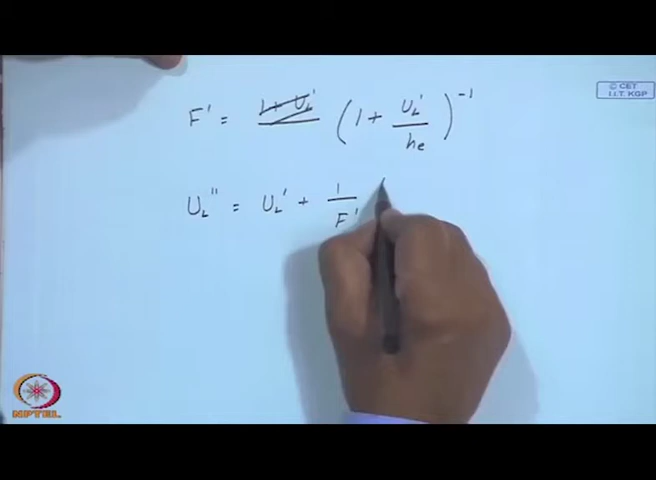 © CET
I.I.T. KGP
F' = (1 + U_L'/h_e)^-1
U_L'' = U_L' + 1/F'
NPTEL